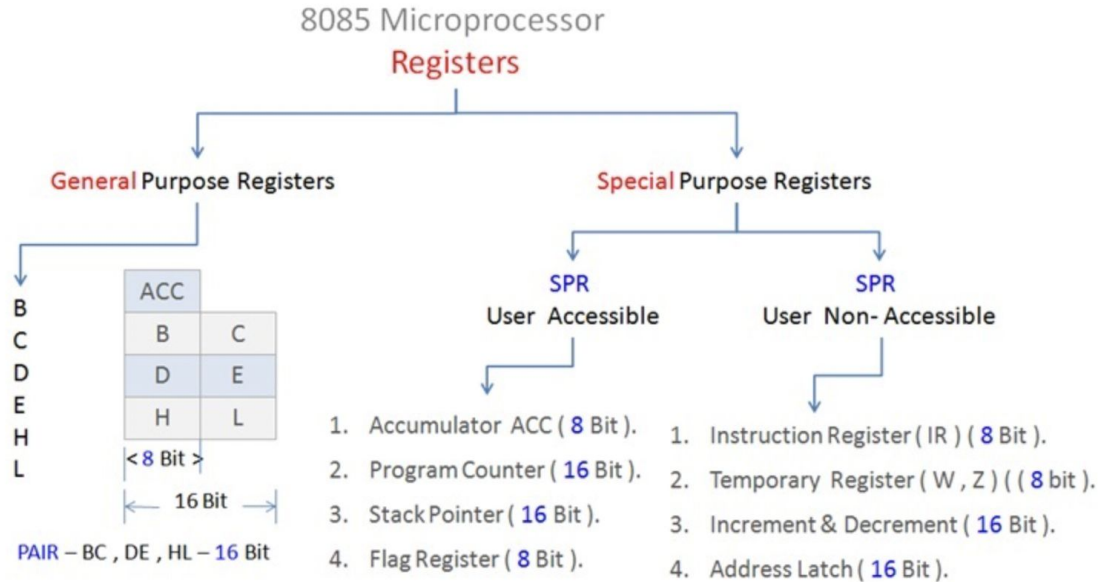 8085 Microprocessor
Registers
General Purpose Registers
Special Purpose Registers
B
C
D
E
H
L
ACC
B C
D E
H L
< 8 Bit >
16 Bit
PAIR – BC , DE , HL – 16 Bit
SPR
User Accessible
1. Accumulator ACC ( 8 Bit ).
2. Program Counter ( 16 Bit ).
3. Stack Pointer ( 16 Bit ).
4. Flag Register ( 8 Bit ).
SPR
User Non- Accessible
1. Instruction Register ( IR ) ( 8 Bit ).
2. Temporary Register ( W , Z ) ( ( 8 bit ).
3. Increment & Decrement ( 16 Bit ).
4. Address Latch ( 16 Bit ).